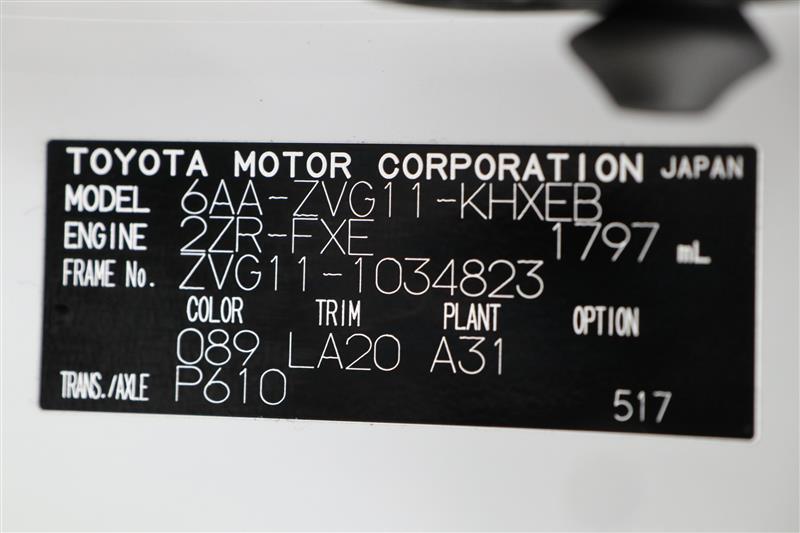 TOYOTA MOTOR CORPORATION JAPAN
MODEL 6AA-ZVG11-KHXEB
ENGINE 2ZR-FXE 1797 mL
FRAME No. ZVG11-1034823
COLOR TRIM PLANT OPTION
089 LA20 A31
TRANS./AXLE P610 517